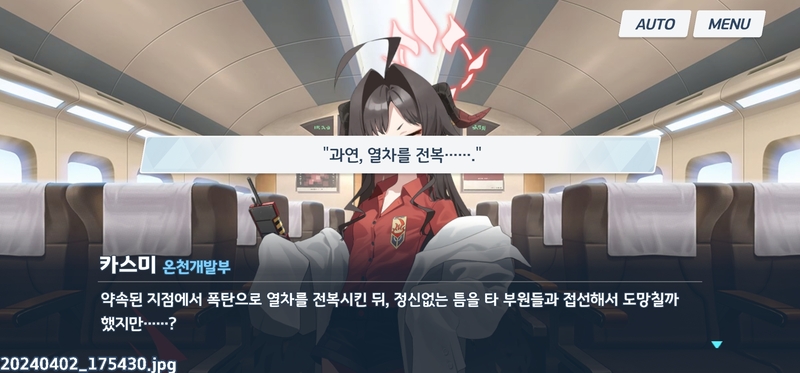 AUTO
MENU
"과연, 열차를 전복……."
카스미 온천개발부
약속된 지점에서 폭탄으로 열차를 전복시킨 뒤, 정신없는 틈을 타 부원들과 접선해서 도망칠까
했지만……?
20240402_175430.jpg